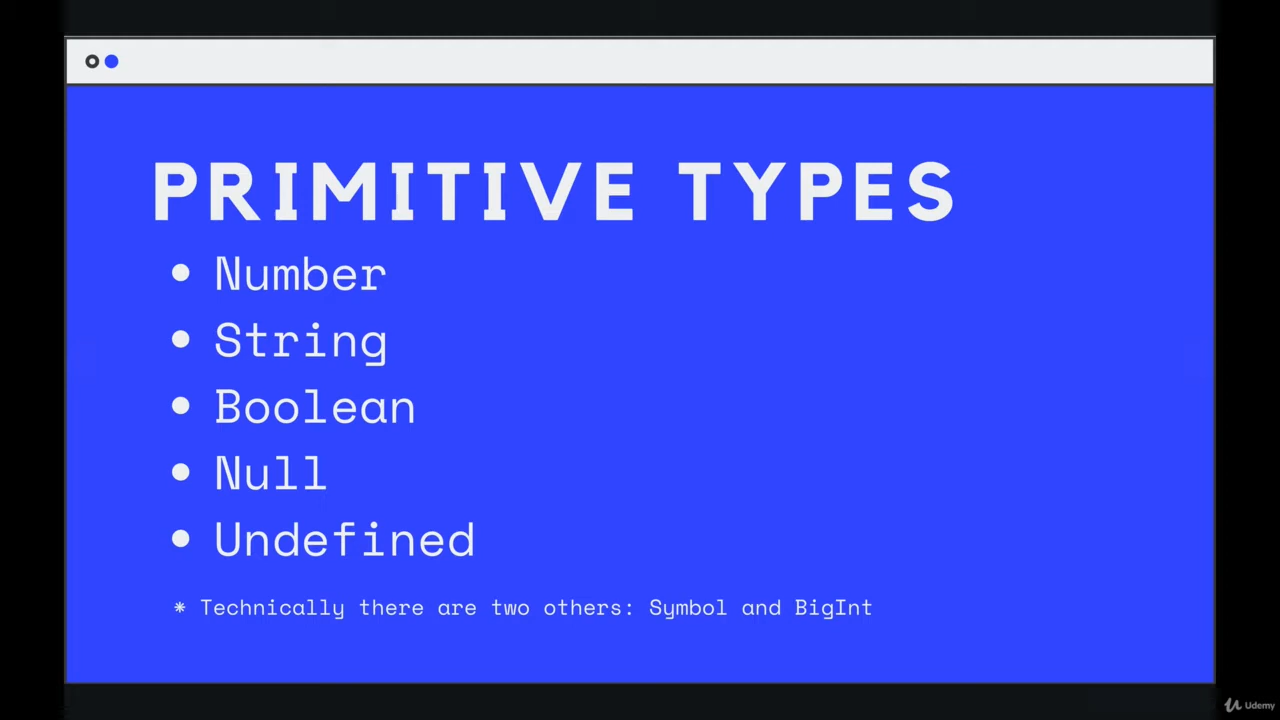 PRIMITIVE TYPES
• Number
• String
• Boolean
• Null
• Undefined
* Technically there are two others: Symbol and BigInt
Udemy